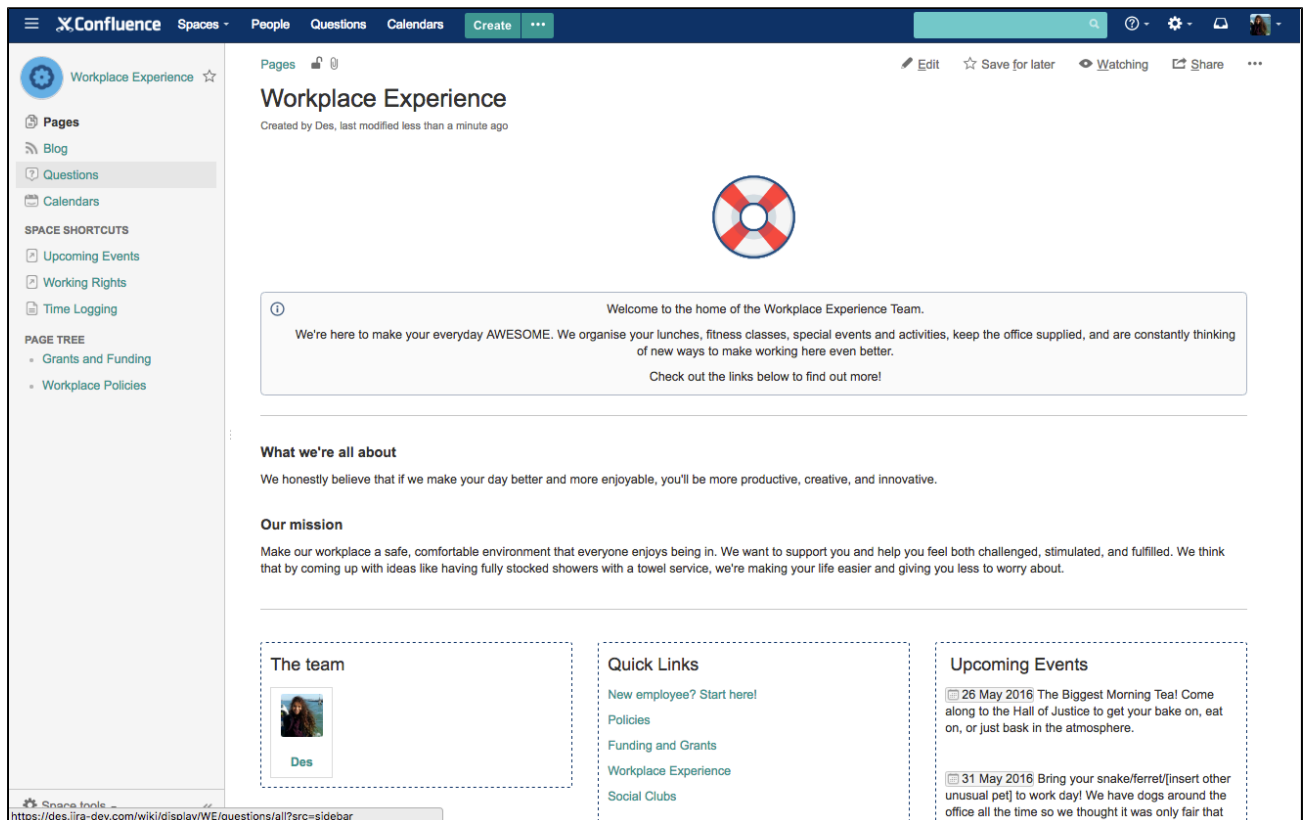 Confluence Spaces People Questions Calendars Create
Workplace Experience
Pages
Blog
Questions
Calendars
SPACE SHORTCUTS
Upcoming Events
Working Rights
Time Logging
PAGE TREE
Grants and Funding
Workplace Policies
Space tools
https://des.jira-dev.com/wiki/display/WE/questions/all?src=sidebar
Pages
Edit Save for later Watching Share
Workplace Experience
Created by Des, last modified less than a minute ago
Welcome to the home of the Workplace Experience Team.
We're here to make your everyday AWESOME. We organise your lunches, fitness classes, special events and activities, keep the office supplied, and are constantly thinking
of new ways to make working here even better.
Check out the links below to find out more!
What we're all about
We honestly believe that if we make your day better and more enjoyable, you'll be more productive, creative, and innovative.
Our mission
Make our workplace a safe, comfortable environment that everyone enjoys being in. We want to support you and help you feel both challenged, stimulated, and fulfilled. We think
that by coming up with ideas like having fully stocked showers with a towel service, we're making your life easier and giving you less to worry about.
The team
Des
Quick Links
New employee? Start here!
Policies
Funding and Grants
Workplace Experience
Social Clubs
Upcoming Events
26 May 2016 The Biggest Morning Tea! Come
along to the Hall of Justice to get your bake on, eat
on, or just bask in the atmosphere.
31 May 2016 Bring your snake/ferret/[insert other
unusual pet] to work day! We have dogs around the
office all the time so we thought it was only fair that